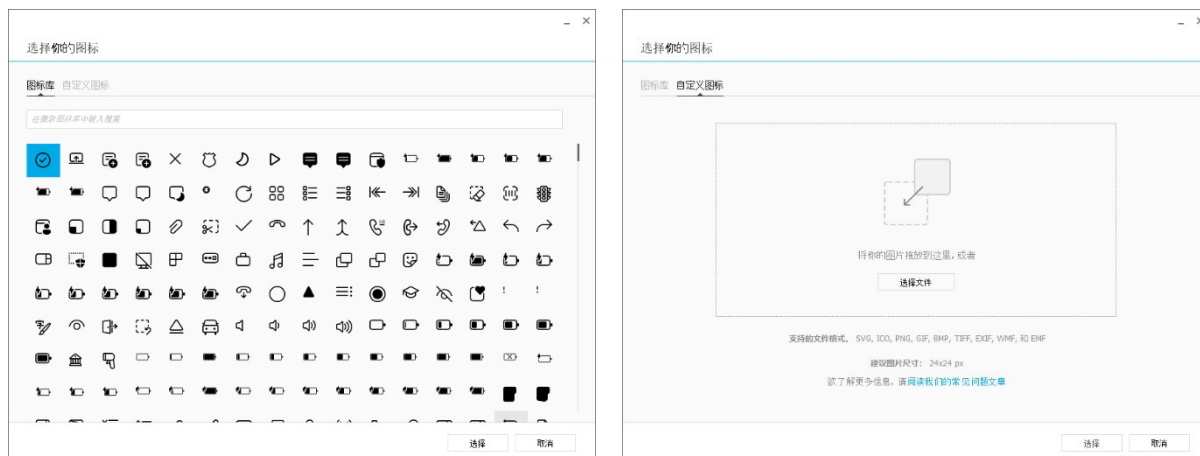 选择你的图标
图标库 自定义图标
在微软图标库中输入搜索
选择 取消
选择你的图标
图标库 自定义图标
将你的图片拖放到这里,或者
选择文件
支持的文件格式。 SVG, ICO, PNG, GIF, BMP, TIFF, EXIF, WMF, 和 EMF
建议图片尺寸: 24x24 px
欲了解更多信息,请阅读我们的常见问题文章
选择 取消